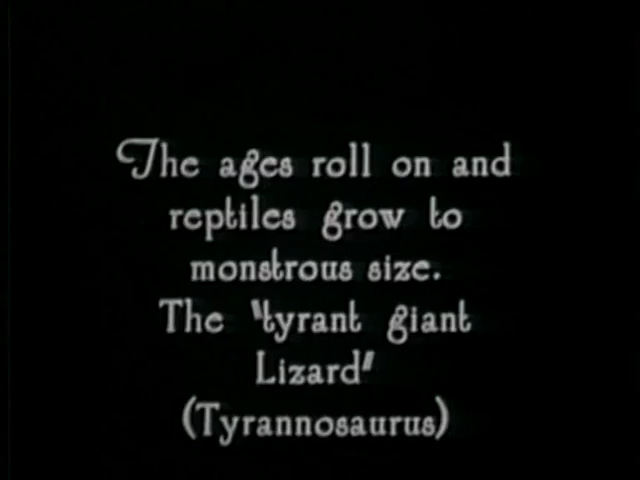 The ages roll on and
reptiles grow to
monstrous size.
The "tyrant giant
Lizard"
(Tyrannosaurus)